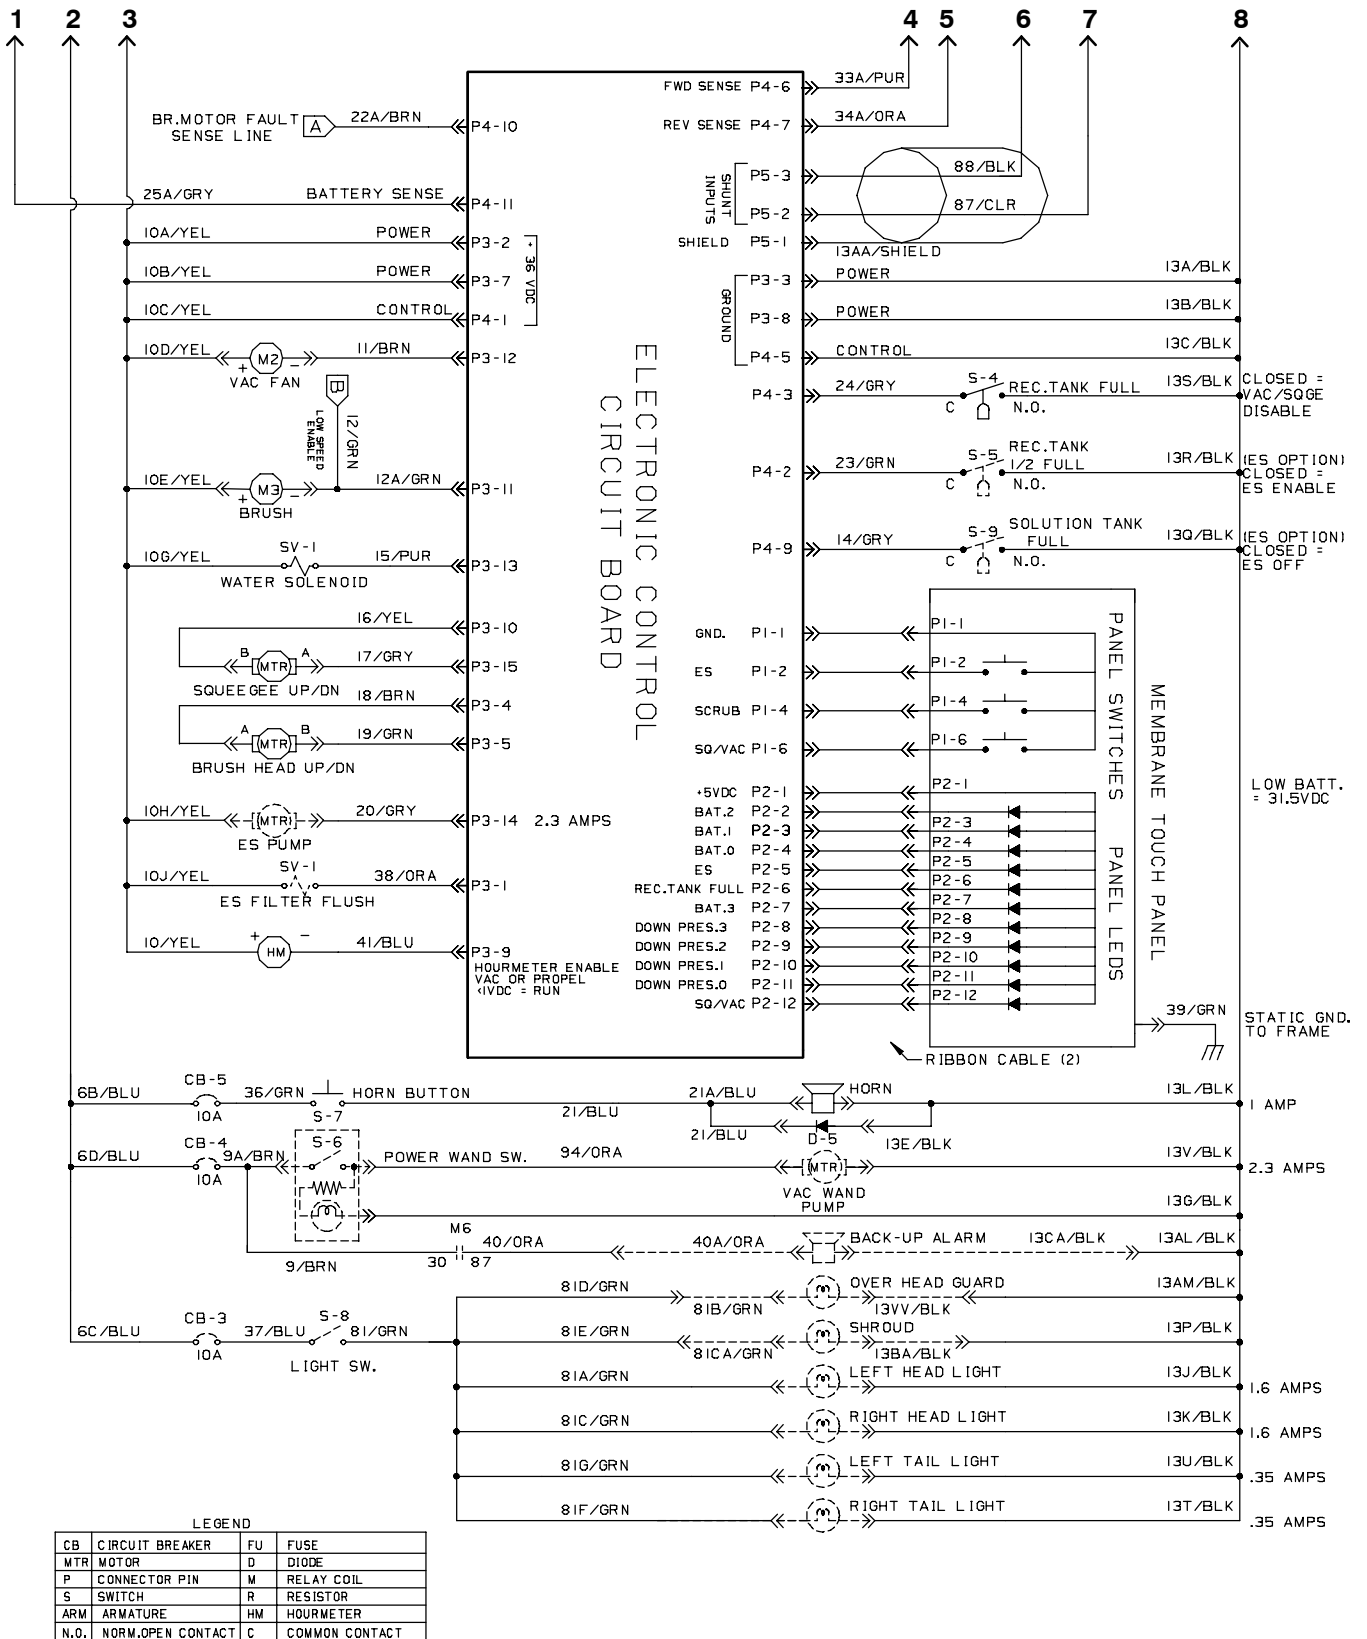 1 2 3 4 5 6 7 8
BR.MOTOR FAULT
SENSE LINE
A
22A/BRN
P4-10
25A/GRY
BATTERY SENSE
P4-11
10A/YEL
POWER
P3-2
10B/YEL
POWER
P3-7
10C/YEL
CONTROL
P4-1
+ 36 VDC
10D/YEL
+ M2 -
VAC FAN
11/BRN
P3-12
B
LOW SPEED
ENABLE
12/GRN
10E/YEL
+ M3 -
BRUSH
12A/GRN
P3-11
10G/YEL
SV-1
WATER SOLENOID
15/PUR
P3-13
16/YEL
P3-10
B MTR A
17/GRY
P3-15
SQUEEGEE UP/DN
18/BRN
P3-4
A MTR B
19/GRN
P3-5
BRUSH HEAD UP/DN
10H/YEL
MTR
ES PUMP
20/GRY
P3-14 2.3 AMPS
10J/YEL
SV-1
ES FILTER FLUSH
38/ORA
P3-1
10/YEL
+ HM -
41/BLU
P3-9
HOURMETER ENABLE
VAC OR PROPEL
<1VDC = RUN
ELECTRONIC CONTROL
CIRCUIT BOARD
FWD SENSE P4-6
33A/PUR
REV SENSE P4-7
34A/ORA
SHUNT
INPUTS
P5-3
88/BLK
P5-2
87/CLR
SHIELD P5-1
13AA/SHIELD
GROUND
P3-3
POWER
13A/BLK
P3-8
POWER
13B/BLK
P4-5
CONTROL
13C/BLK
P4-3
24/GRY
S-4
C
REC.TANK FULL
N.O.
13S/BLK
CLOSED =
VAC/SQGE
DISABLE
P4-2
23/GRN
S-5
C
REC.TANK
1/2 FULL
N.O.
13R/BLK
(ES OPTION)
CLOSED =
ES ENABLE
P4-9
14/GRY
S-9
C
SOLUTION TANK
FULL
N.O.
13Q/BLK
(ES OPTION)
CLOSED =
ES OFF
GND. P1-1
P1-1
ES P1-2
P1-2
SCRUB P1-4
P1-4
SQ/VAC P1-6
P1-6
+5VDC P2-1
P2-1
BAT.2 P2-2
BAT.1 P2-3
P2-3
BAT.0 P2-4
P2-4
ES P2-5
P2-5
REC.TANK FULL P2-6
P2-6
BAT.3 P2-7
P2-7
DOWN PRES.3 P2-8
P2-8
DOWN PRES.2 P2-9
P2-9
DOWN PRES.1 P2-10
P2-10
DOWN PRES.0 P2-11
P2-11
SQ/VAC P2-12
P2-12
PANEL SWITCHES
PANEL LEDS
MEMBRANE TOUCH PANEL
LOW BATT.
= 31.5VDC
39/GRN
STATIC GND.
TO FRAME
RIBBON CABLE (2)
6B/BLU
CB-5
10A
36/GRN
S-7
HORN BUTTON
21/BLU
21A/BLU
HORN
13L/BLK
1 AMP
21/BLU
D-5
13E/BLK
6D/BLU
CB-4
10A
9A/BRN
S-6
POWER WAND SW.
94/ORA
MTR
VAC WAND
PUMP
13V/BLK
2.3 AMPS
13G/BLK
9/BRN
M6
30 87
40/ORA
40A/ORA
BACK-UP ALARM
13CA/BLK
13AL/BLK
81D/GRN
81B/GRN
OVER HEAD GUARD
13VV/BLK
13AM/BLK
6C/BLU
CB-3
10A
37/BLU
S-8
81/GRN
LIGHT SW.
81E/GRN
81CA/GRN
SHROUD
13BA/BLK
13P/BLK
81A/GRN
LEFT HEAD LIGHT
13J/BLK
1.6 AMPS
81C/GRN
RIGHT HEAD LIGHT
13K/BLK
1.6 AMPS
81G/GRN
LEFT TAIL LIGHT
13U/BLK
.35 AMPS
81F/GRN
RIGHT TAIL LIGHT
13T/BLK
.35 AMPS
LEGEND
CB CIRCUIT BREAKER FU FUSE
MTR MOTOR D DIODE
P CONNECTOR PIN M RELAY COIL
S SWITCH R RESISTOR
ARM ARMATURE HM HOURMETER
N.O. NORM.OPEN CONTACT C COMMON CONTACT